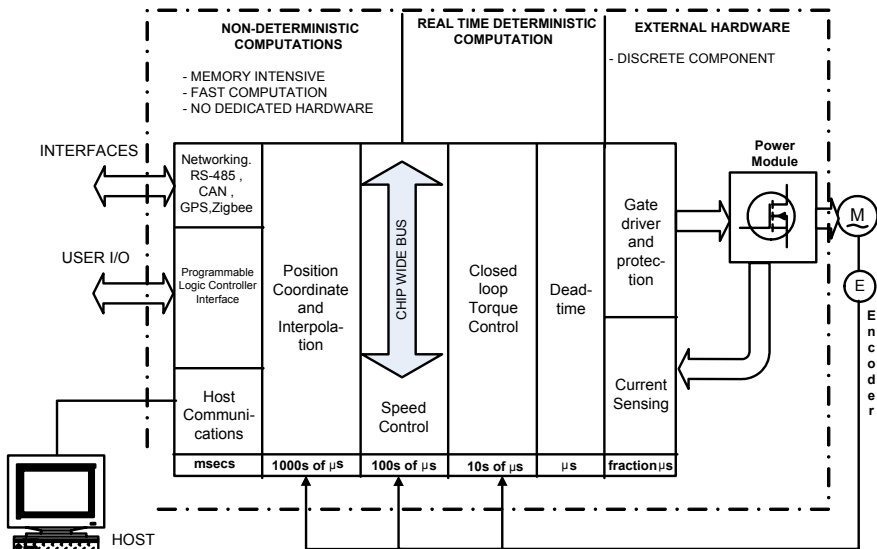 NON-DETERMINISTIC
COMPUTATIONS
- MEMORY INTENSIVE
- FAST COMPUTATION
- NO DEDICATED HARDWARE
REAL TIME DETERMINISTIC
COMPUTATION
EXTERNAL HARDWARE
- DISCRETE COMPONENT
INTERFACES
USER I/O
Networking.
RS-485 ,
CAN ,
GPS,Zigbee
Programmable
Logic Controller
Interface
Host
Communi-
cations
Position
Coordinate
and
Interpola-
tion
CHIP WIDE BUS
Speed
Control
Closed
loop
Torque
Control
Dead-
time
Gate
driver
and
protection
Current
Sensing
Power
Module
M
E
Encoder
msecs
1000s of μs
100s of μs
10s of μs
μs
fraction μs
HOST